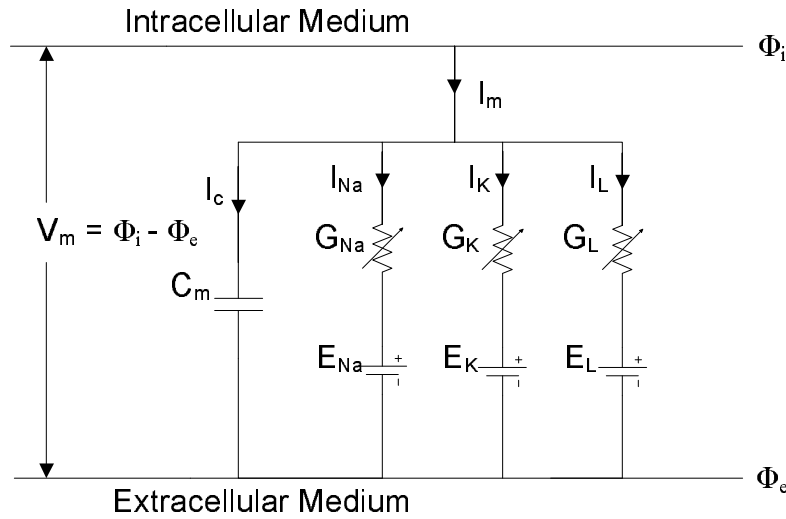 Intracellular Medium
Φi
Im
Ic
INa
IK
IL
Vm = Φi - Φe
GNa
GK
GL
Cm
ENa
+
-
EK
+
-
EL
+
-
Φe
Extracellular Medium